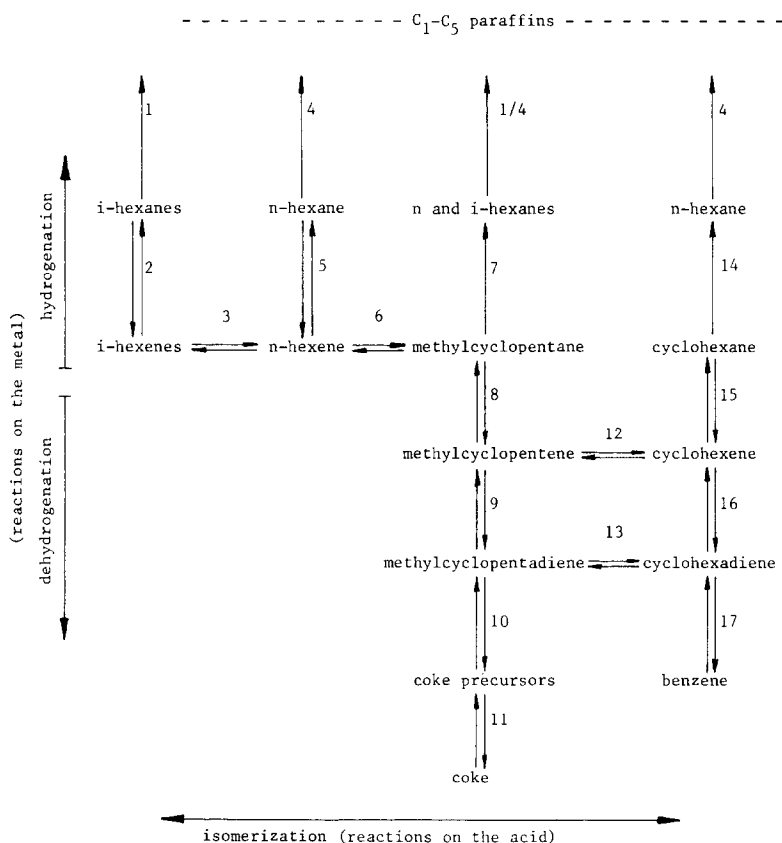 C₁-C₅ paraffins
1 4 1/4 4
i-hexanes n-hexane n and i-hexanes n-hexane
2 5 7 14
3 6
i-hexenes n-hexene methylcyclopentane cyclohexane
8 15
12
methylcyclopentene cyclohexene
9 16
13
methylcyclopentadiene cyclohexadiene
10 17
coke precursors benzene
11
coke
isomerization (reactions on the acid)
(reactions on the metal)
hydrogenation
dehydrogenation